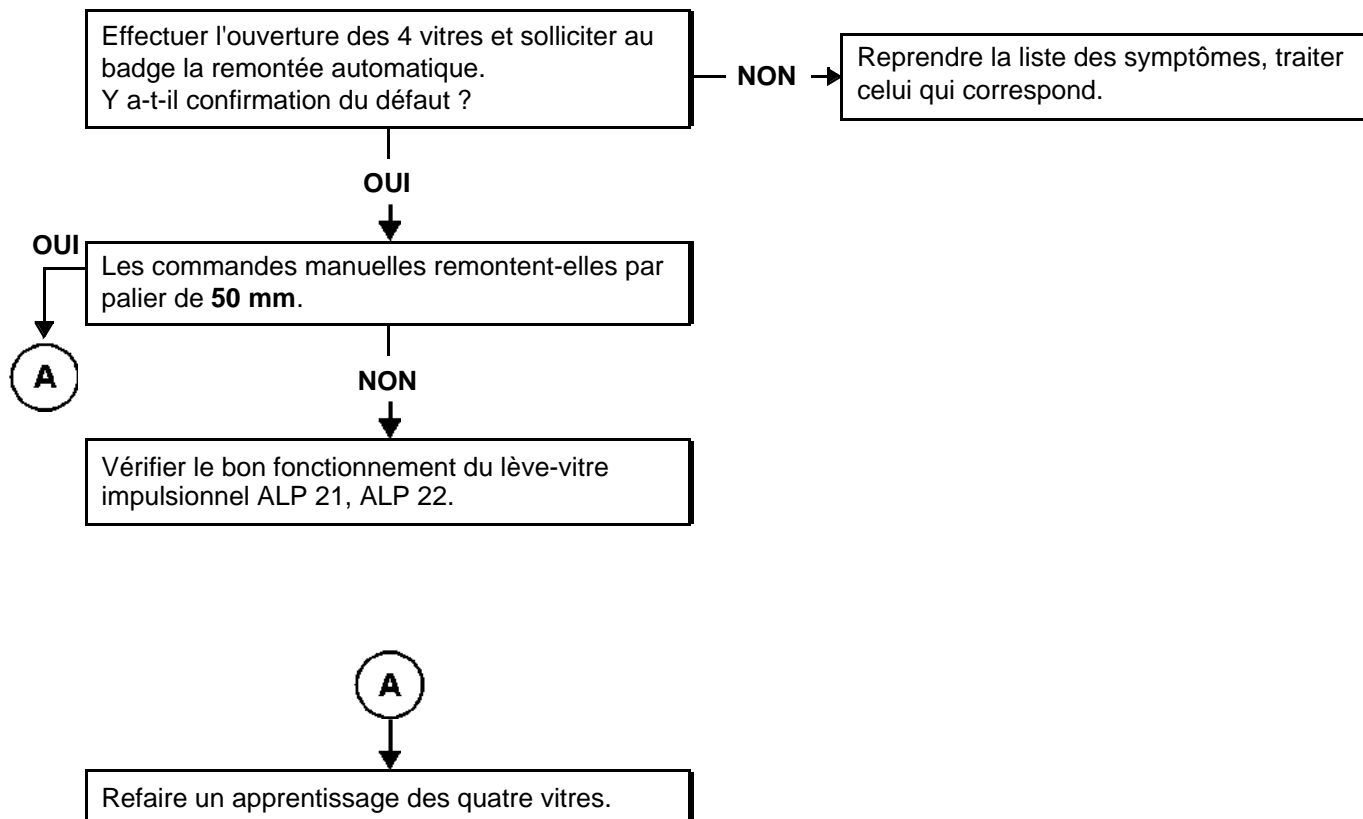 Effectuer l'ouverture des 4 vitres et solliciter au
badge la remontée automatique.
Y a-t-il confirmation du défaut ?
NON
Reprendre la liste des symptômes, traiter
celui qui correspond.
OUI
OUI
Les commandes manuelles remontent-elles par
palier de 50 mm.
A
NON
Vérifier le bon fonctionnement du lève-vitre
impulsionnel ALP 21, ALP 22.
A
Refaire un apprentissage des quatre vitres.